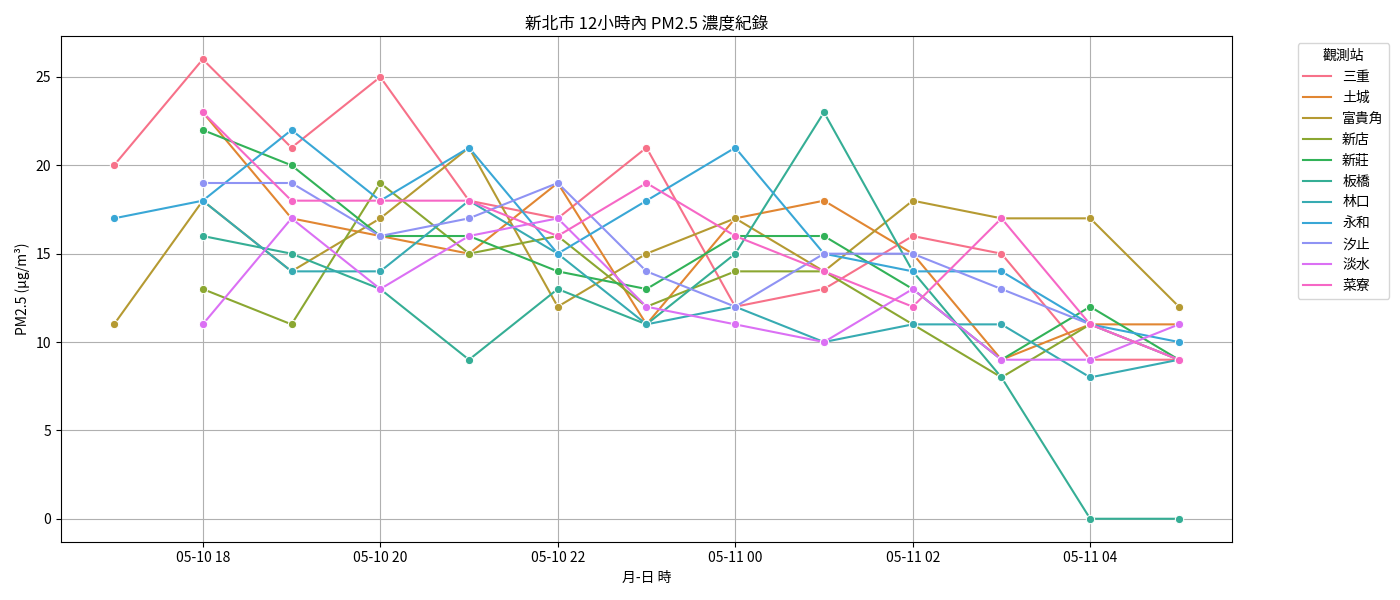 新北市 12小時內 PM2.5 濃度紀錄
PM2.5 (μg/m³)
25
20
15
10
5
0
05-10 18
05-10 20
05-10 22
05-11 00
05-11 02
05-11 04
月-日 時
觀測站
三重
土城
富貴角
新店
新莊
板橋
林口
永和
汐止
淡水
菜寮